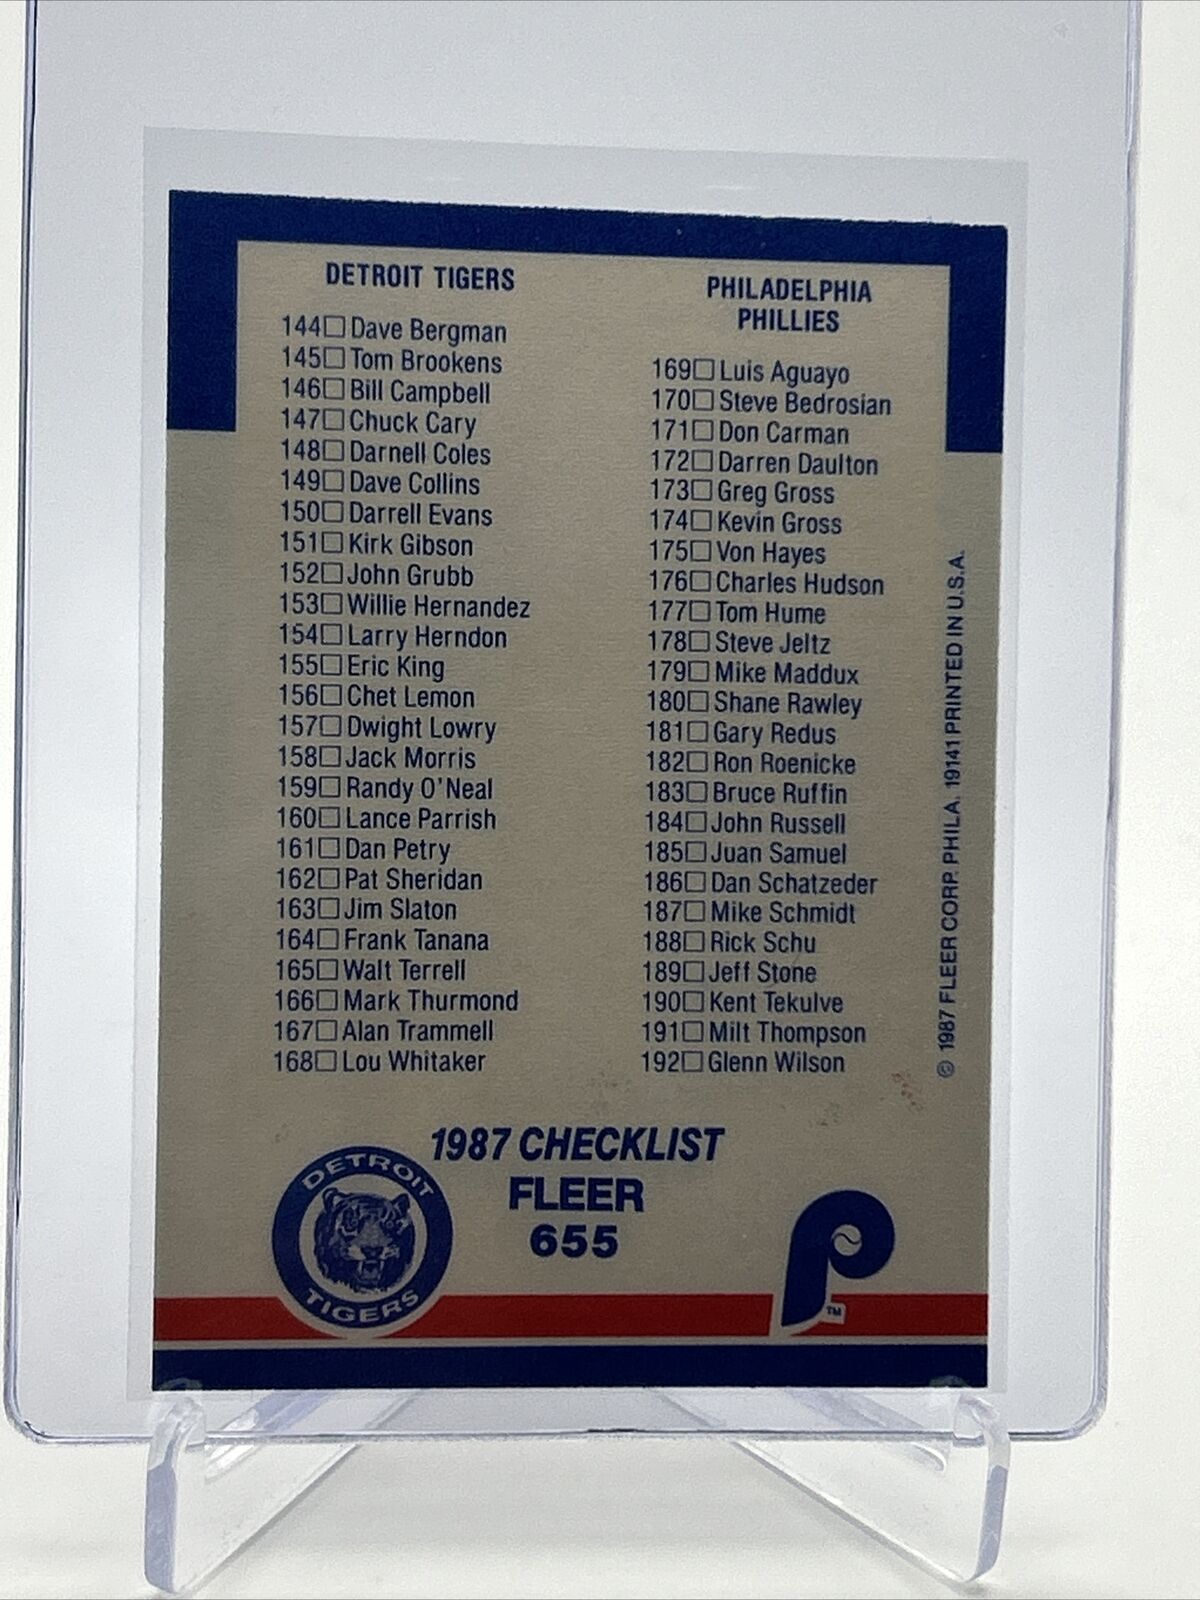 DETROIT TIGERS
144□Dave Bergman
145□Tom Brookens
146□Bill Campbell
147□Chuck Cary
148□Darnell Coles
149□Dave Collins
150□Darrell Evans
151□Kirk Gibson
152□John Grubb
153□Willie Hernandez
154□Larry Herndon
155□Eric King
156□Chet Lemon
157□Dwight Lowry
158□Jack Morris
159□Randy O'Neal
160□Lance Parrish
161□Dan Petry
162□Pat Sheridan
163□Jim Slaton
164□Frank Tanana
165□Walt Terrell
166□Mark Thurmond
167□Alan Trammell
168□Lou Whitaker
PHILADELPHIA
PHILLIES
169□Luis Aguayo
170□Steve Bedrosian
171□Don Carman
172□Darren Daulton
173□Greg Gross
174□Kevin Gross
175□Von Hayes
176□Charles Hudson
177□Tom Hume
178□Steve Jeltz
179□Mike Maddux
180□Shane Rawley
181□Gary Redus
182□Ron Roenicke
183□Bruce Ruffin
184□John Russell
185□Juan Samuel
186□Dan Schatzeder
187□Mike Schmidt
188□Rick Schu
189□Jeff Stone
190□Kent Tekulve
191□Milt Thompson
192□Glenn Wilson
© 1987 FLEER CORP. PHILA. 19141 PRINTED IN U.S.A.
1987 CHECKLIST
FLEER
655
DETROIT
TIGERS
P
TM